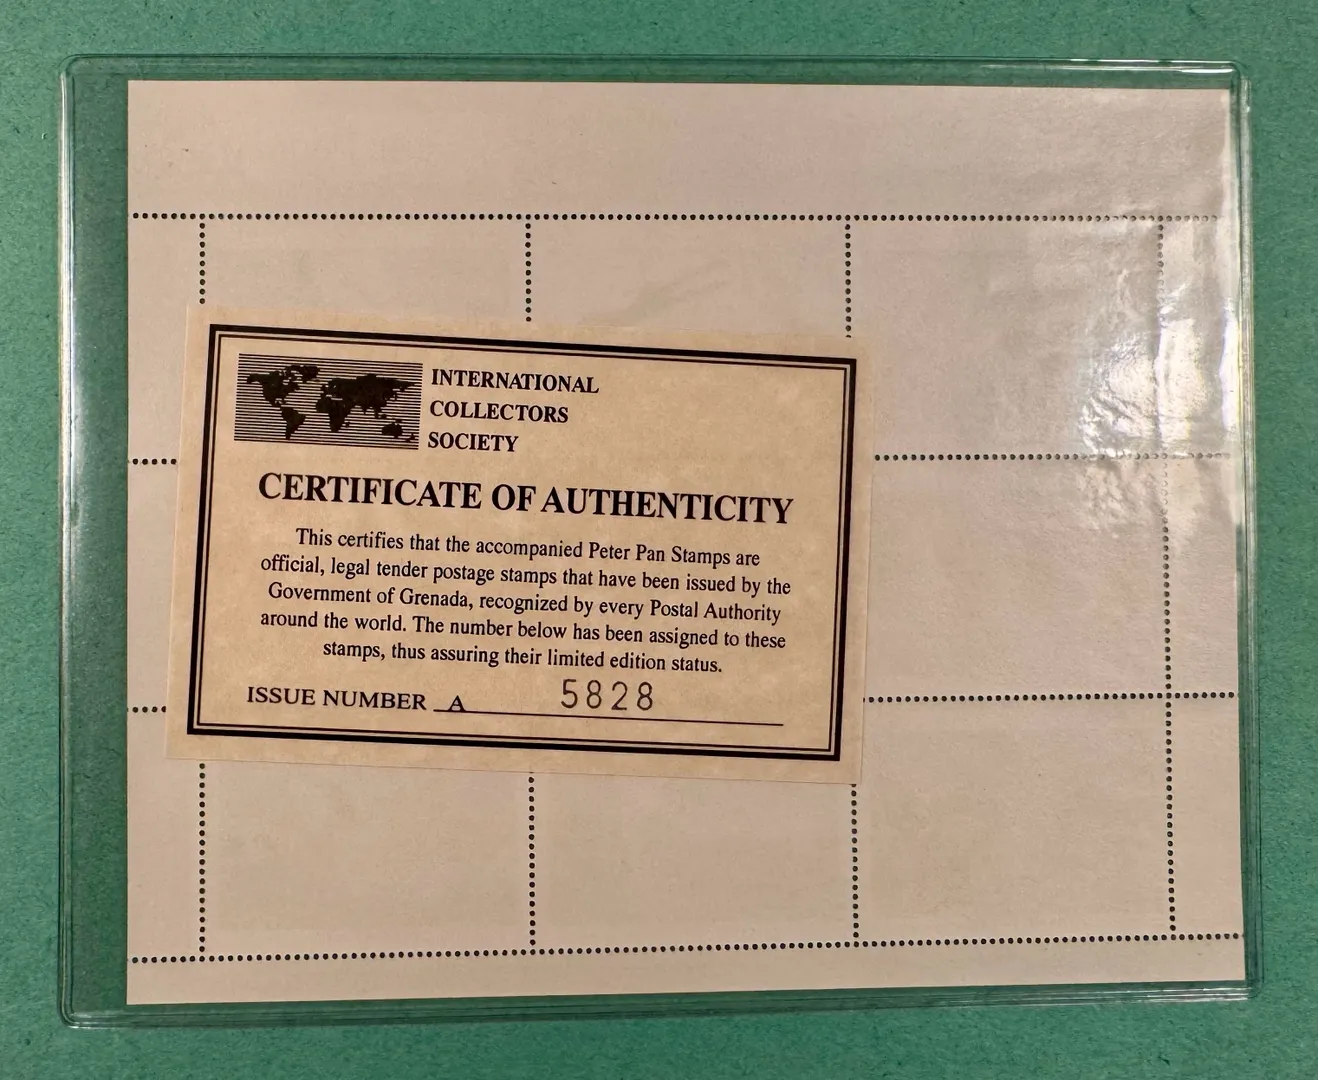 INTERNATIONAL
COLLECTORS
SOCIETY
CERTIFICATE OF AUTHENTICITY
This certifies that the accompanied Peter Pan Stamps are
official, legal tender postage stamps that have been issued by the
Government of Grenada, recognized by every Postal Authority
around the world. The number below has been assigned to these
stamps, thus assuring their limited edition status.
ISSUE NUMBER A 5828